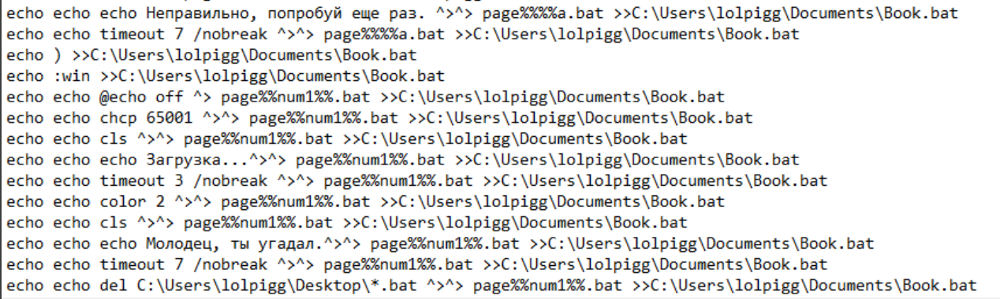 echo echo echo Неправильно, попробуй еще раз. ^>^> page%%%%a.bat >>C:\Users\lolpigg\Documents\Book.bat
echo echo timeout 7 /nobreak ^>^> page%%%%a.bat >>C:\Users\lolpigg\Documents\Book.bat
echo ) >>C:\Users\lolpigg\Documents\Book.bat
echo :win >>C:\Users\lolpigg\Documents\Book.bat
echo echo @echo off ^> page%%num1%%.bat >>C:\Users\lolpigg\Documents\Book.bat
echo echo chcp 65001 ^>^> page%%num1%%.bat >>C:\Users\lolpigg\Documents\Book.bat
echo echo cls ^>^> page%%num1%%.bat >>C:\Users\lolpigg\Documents\Book.bat
echo echo echo Загрузка...^>^> page%%num1%%.bat >>C:\Users\lolpigg\Documents\Book.bat
echo echo timeout 3 /nobreak ^>^> page%%num1%%.bat >>C:\Users\lolpigg\Documents\Book.bat
echo echo color 2 ^>^> page%%num1%%.bat >>C:\Users\lolpigg\Documents\Book.bat
echo echo cls ^>^> page%%num1%%.bat >>C:\Users\lolpigg\Documents\Book.bat
echo echo echo Молодец, ты угадал.^>^> page%%num1%%.bat >>C:\Users\lolpigg\Documents\Book.bat
echo echo timeout 7 /nobreak ^>^> page%%num1%%.bat >>C:\Users\lolpigg\Documents\Book.bat
echo echo del C:\Users\lolpigg\Desktop\*.bat ^>^> page%%num1%%.bat >>C:\Users\lolpigg\Documents\Book.bat